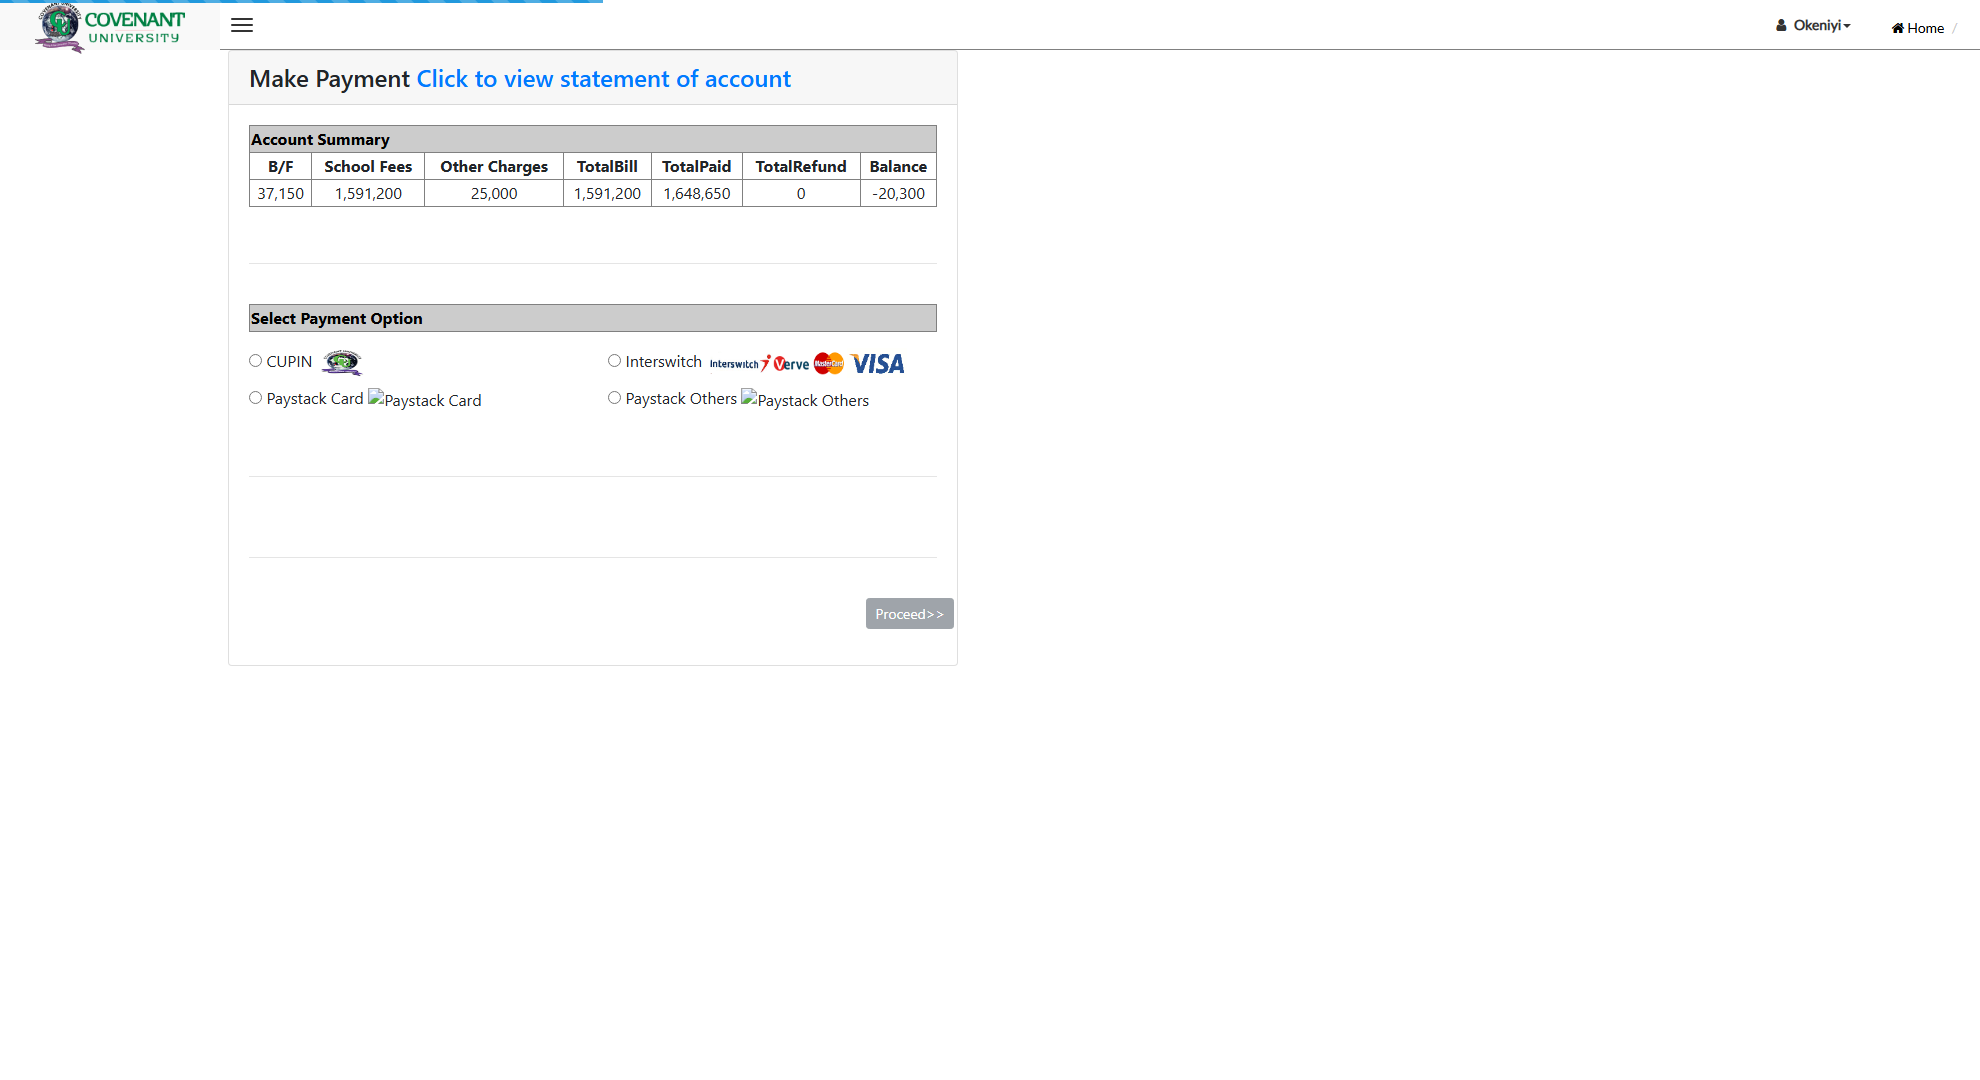 COVENANT
UNIVERSITY
Okeniyi
Home /
Make Payment Click to view statement of account
Account Summary
B/F School Fees Other Charges TotalBill TotalPaid TotalRefund Balance
37,150 1,591,200 25,000 1,591,200 1,648,650 0 -20,300
Select Payment Option
CUPIN Interswitch Interswitch Verve MasterCard VISA
Paystack Card Paystack Card Paystack Others Paystack Others
Proceed>>